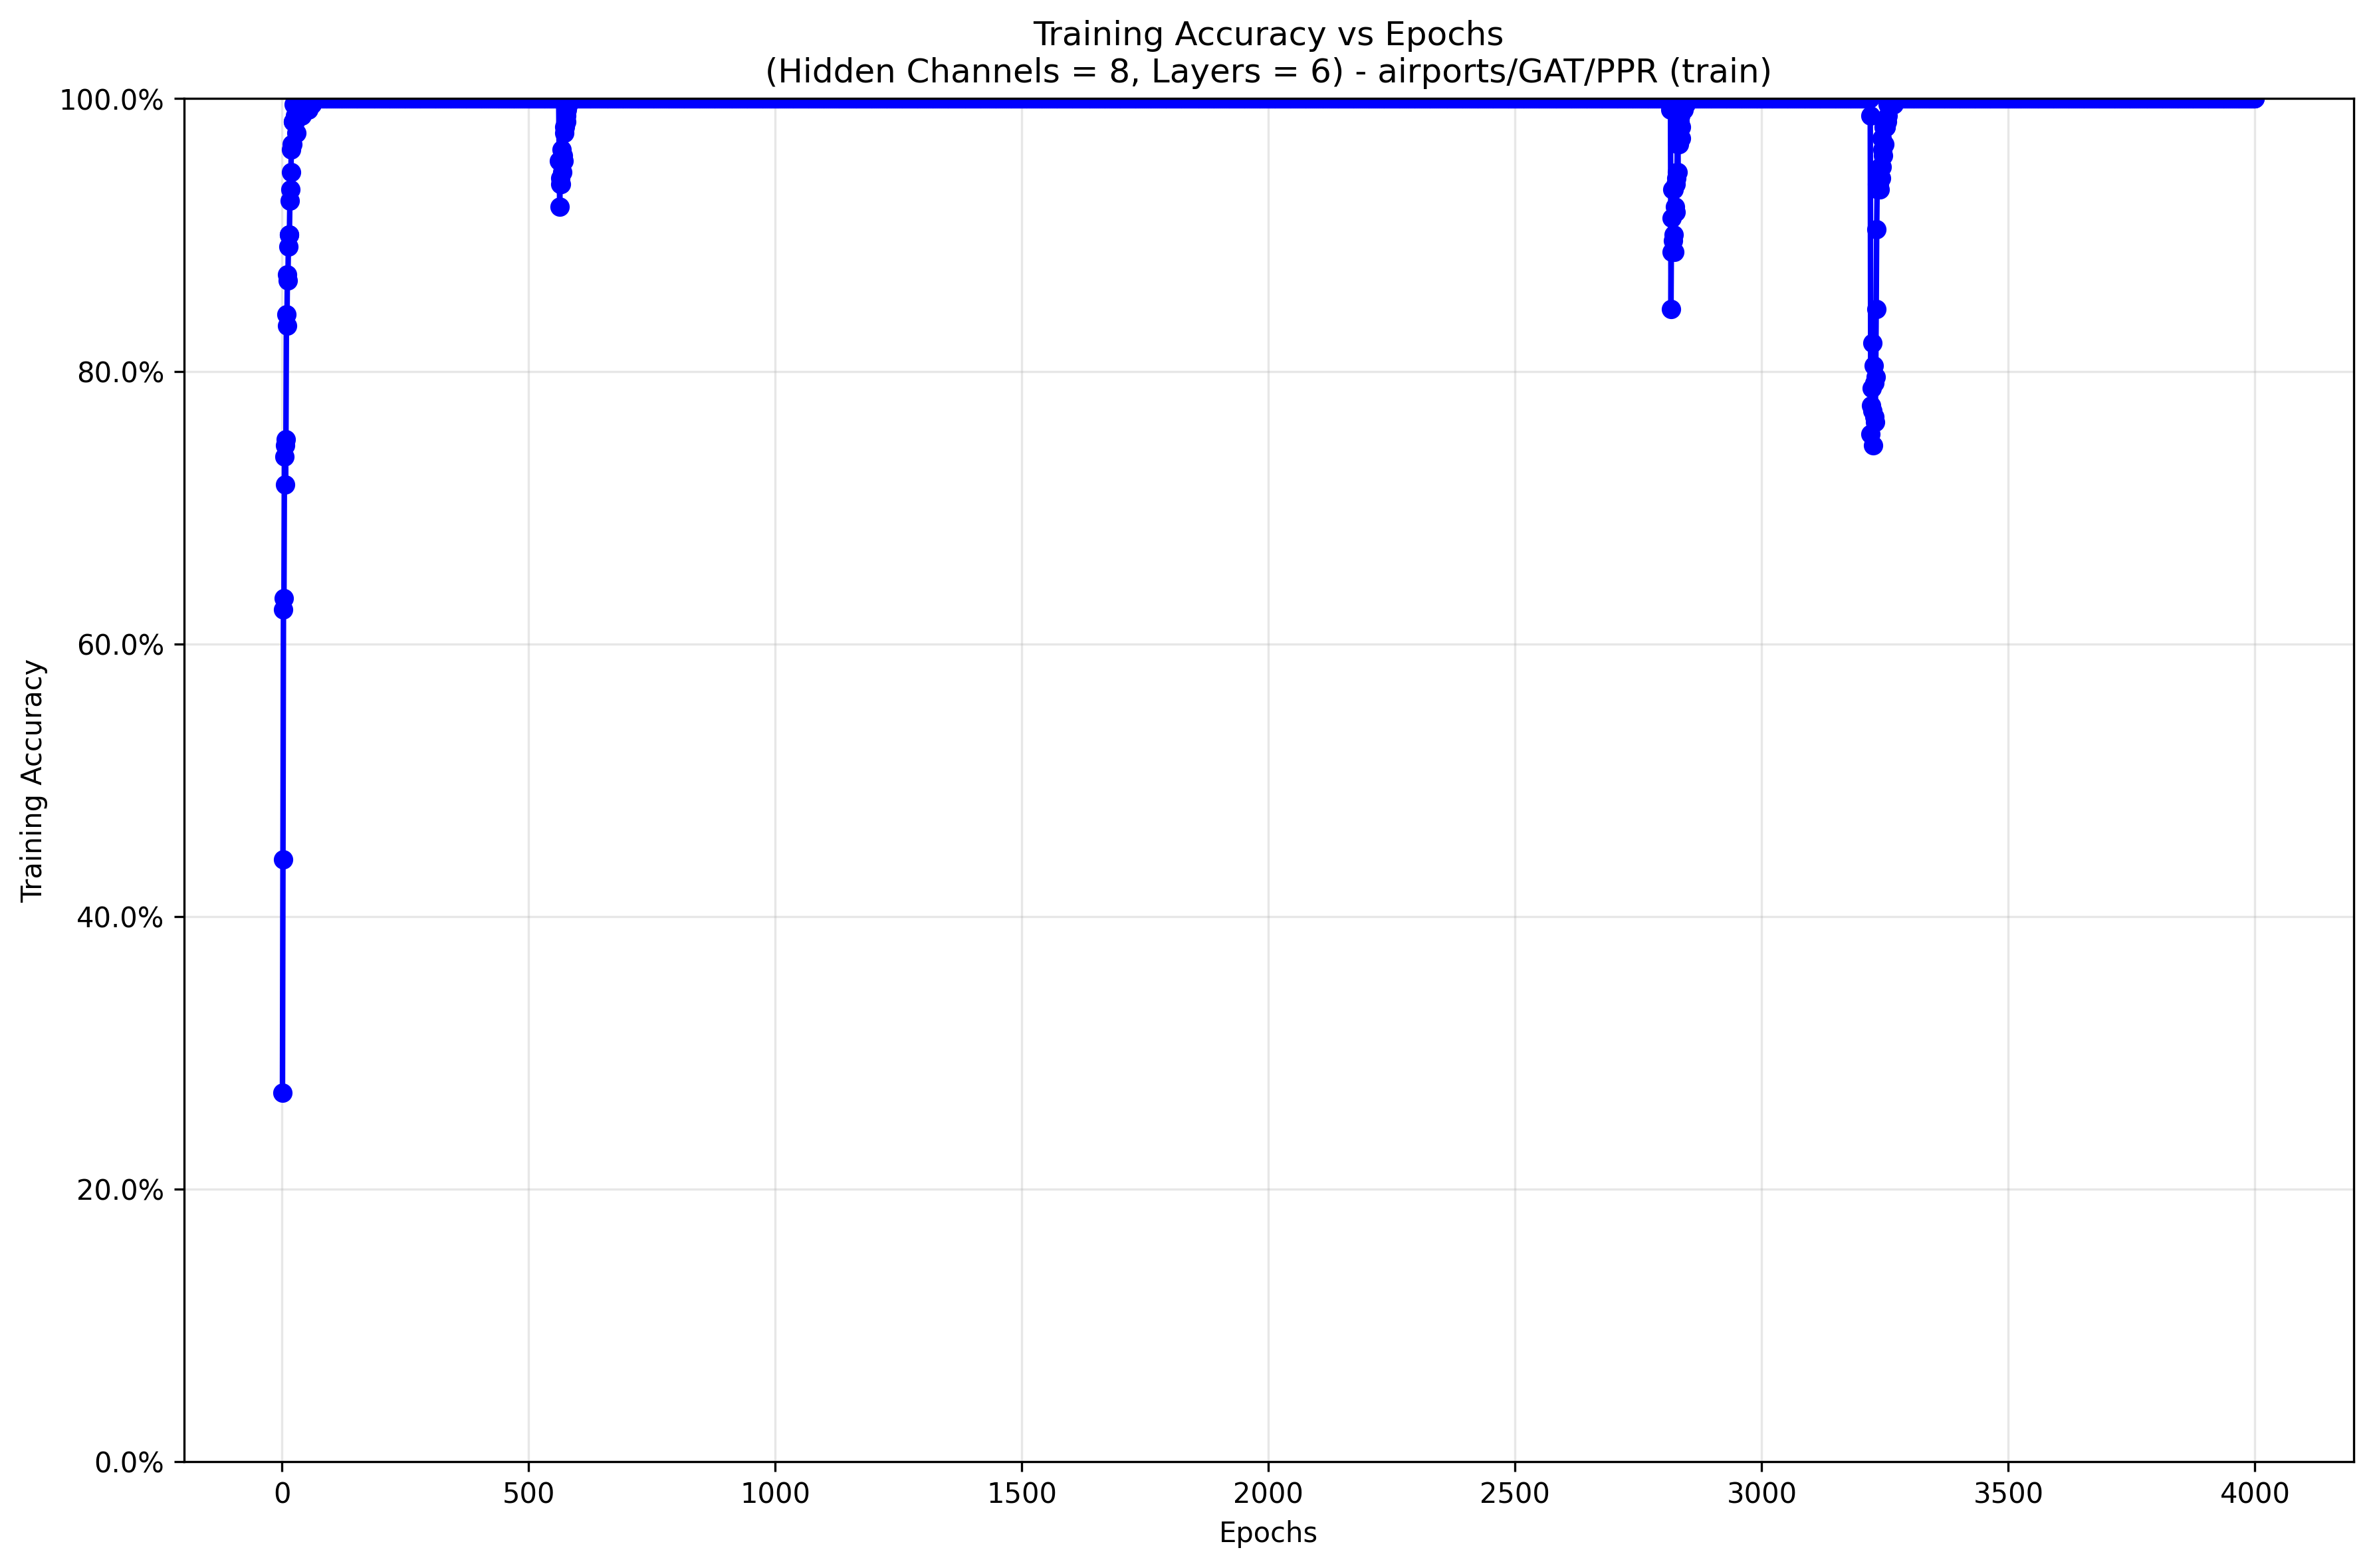 Training Accuracy vs Epochs
(Hidden Channels = 8, Layers = 6) - airports/GAT/PPR (train)
100.0%
80.0%
60.0%
40.0%
20.0%
0.0%
Training Accuracy
0 500 1000 1500 2000 2500 3000 3500 4000
Epochs